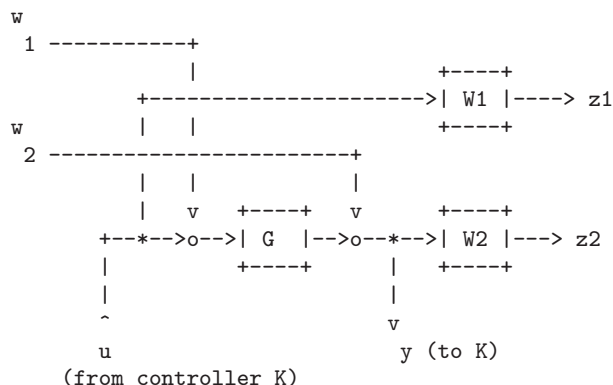 w
1
W1
z1
w
2
G
W2
z2
u
y (to K)
(from controller K)